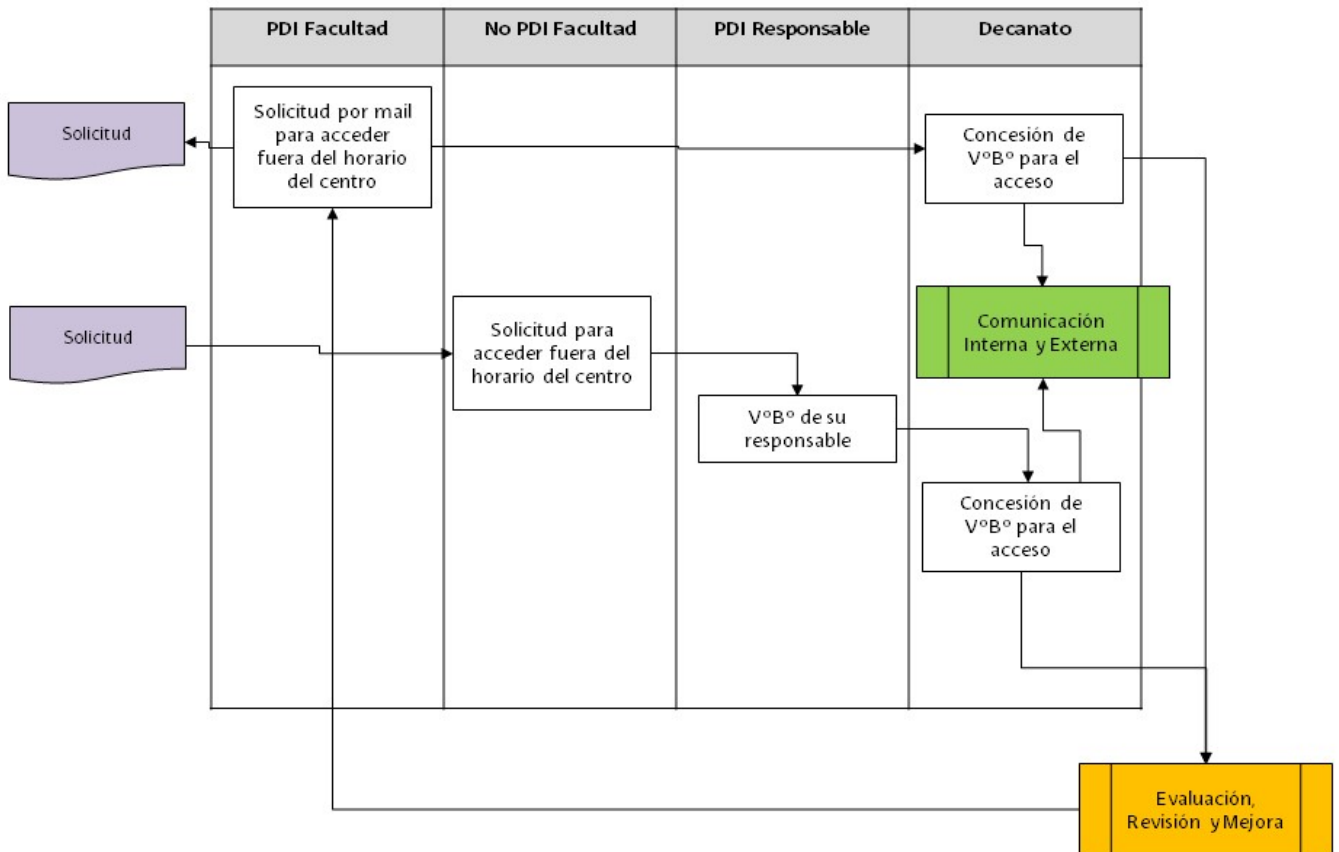 PDI Facultad
No PDI Facultad
PDI Responsable
Decanato
Solicitud
Solicitud por mail
para acceder
fuera del horario
del centro
Concesión de
VºBº para el
acceso
Comunicación
Interna y Externa
Solicitud
Solicitud para
acceder fuera del
horario del centro
VºBº de su
responsable
Concesión de
VºBº para el
acceso
Evaluación,
Revisión y Mejora